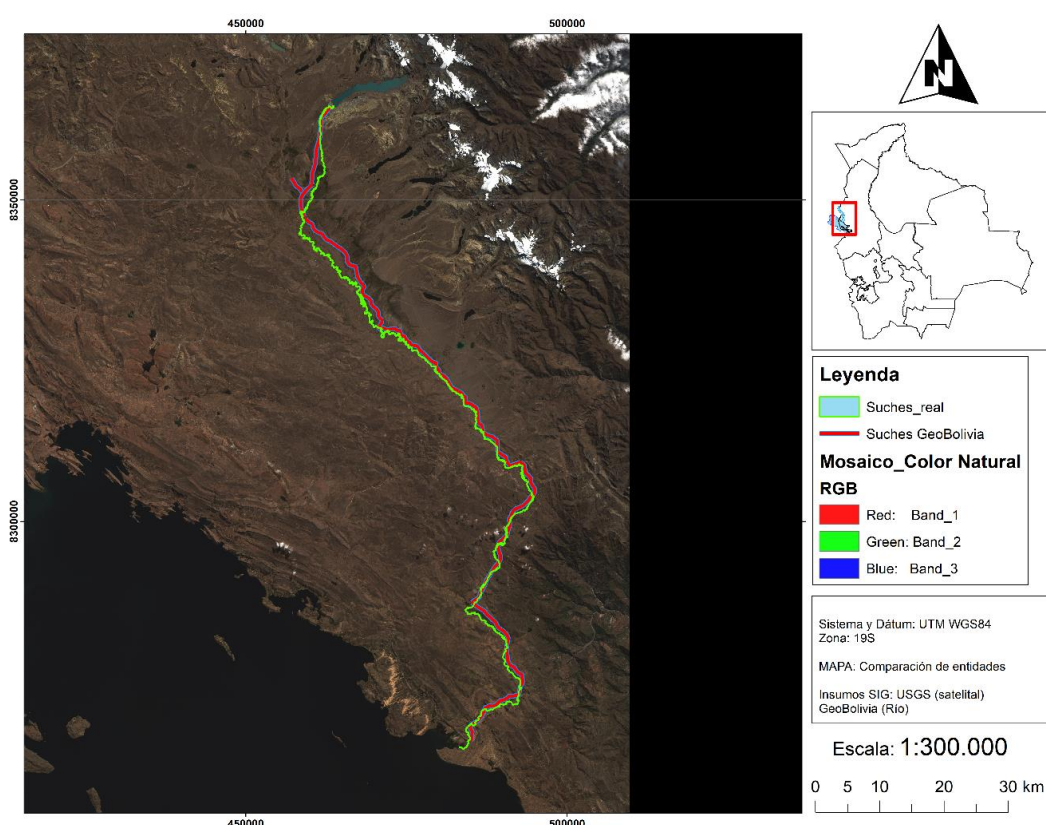 450000
500000
N
8350000
8300000
Leyenda
Suches_real
Suches GeoBolivia
Mosaico_Color Natural
RGB
Red: Band_1
Green: Band_2
Blue: Band_3
Sistema y Dátum: UTM WGS84
Zona: 19S
MAPA: Comparación de entidades
Insumos SIG: USGS (satelital)
GeoBolivia (Río)
Escala: 1:300.000
0 5 10 20 30 km
450000
500000